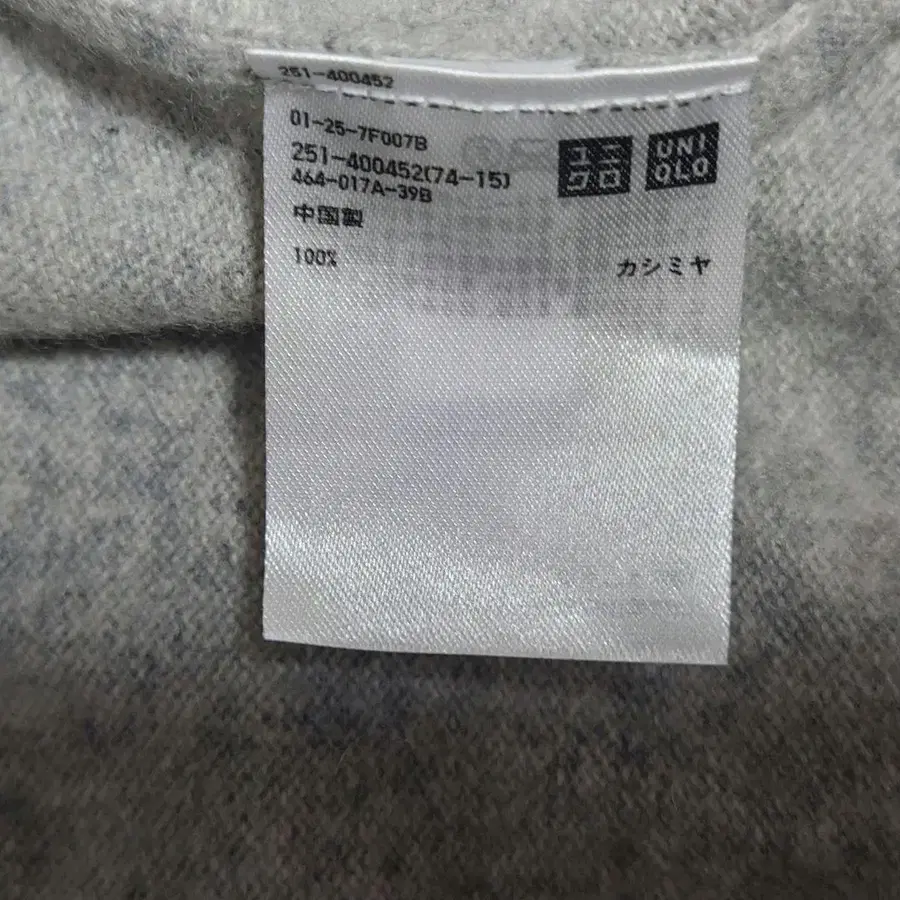 251-400452
01-25-7F007B
251-400452(74-15)
464-017A-39B
ユニクロ
UNIQLO
中国製
100% カシミヤ